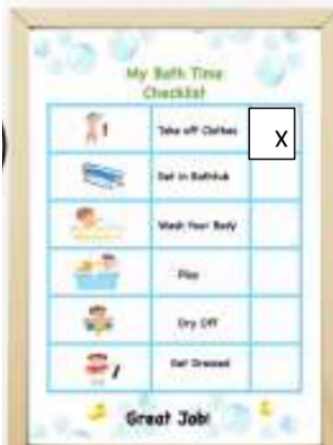 My Bath Time
Checklist
Take off Clothes
X
Get in Bathtub
Wash Your Body
Play
Dry Off
Get Dressed
Great Job!